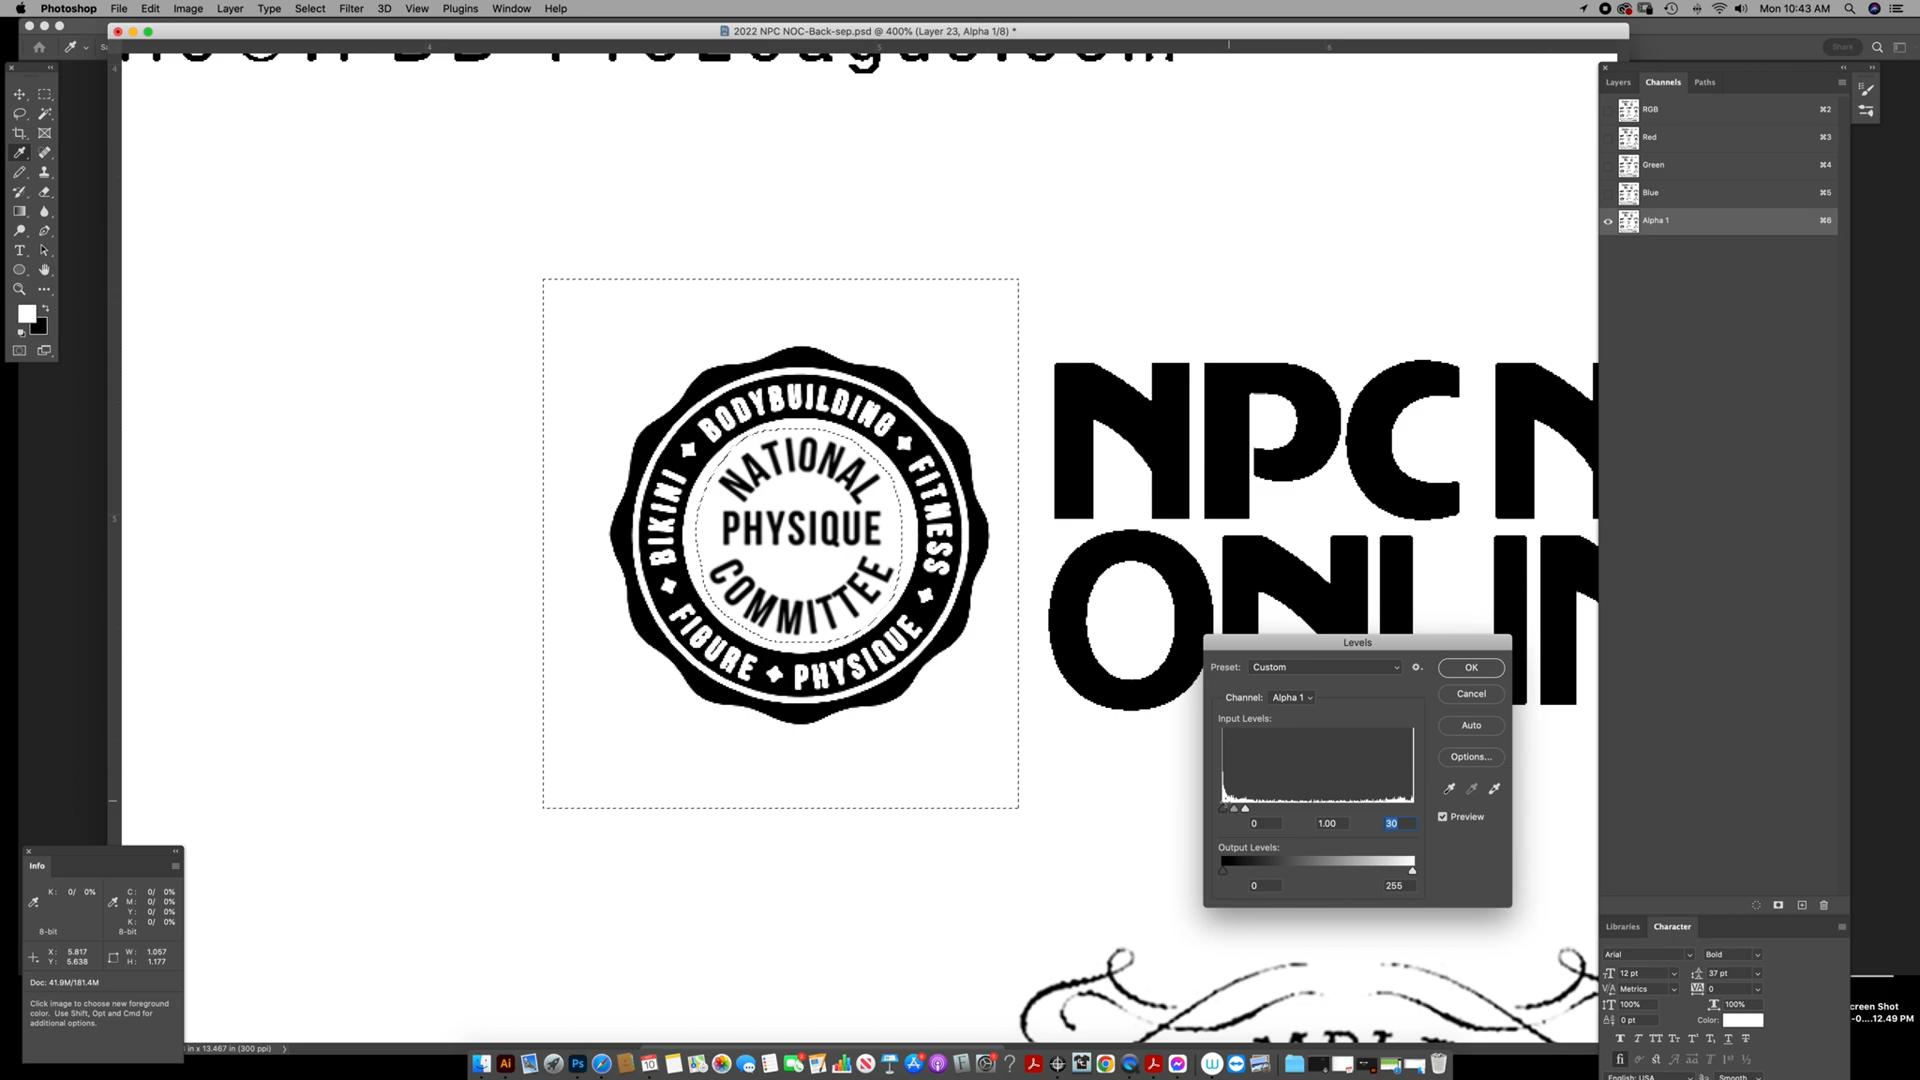 Photoshop File Edit Image Layer Type Select Filter 3D View Plugins Window Help
Mon 10:43 AM
2022 NPC NOC-Back-sep.psd @ 400% (Layer 23, Alpha 1/8) *
Share
Layers Channels Paths
RGB ⌘2
Red ⌘3
Green ⌘4
Blue ⌘5
Alpha 1 ⌘6
BODYBUILDING
FITNESS
PHYSIQUE
FIGURE
BIKINI
NATIONAL
PHYSIQUE
COMMITTEE
NPC N
ONLIN
Levels
Preset: Custom
OK
Cancel
Channel: Alpha 1
Input Levels:
Auto
Options...
0 1.00 30
Preview
Output Levels:
0 255
Info
K: 0/ 0%
C: 0/ 0%
M: 0/ 0%
Y: 0/ 0%
K: 0/ 0%
8-bit 8-bit
X: 5.817
Y: 5.638
W: 1.057
H: 1.177
Doc: 41.9M/181.4M
Click image to choose new foreground
color. Use Shift, Opt and Cmd for
additional options.
in x 13.467 in (300 ppi)
Libraries Character
Arial Bold
12 pt 37 pt
Metrics 0
100% 100%
0 pt Color:
English: USA Smooth
creen Shot
-0....12.49 PM